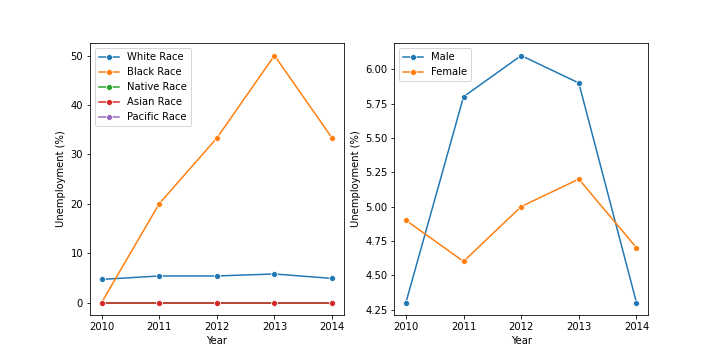 White Race
Black Race
Native Race
Asian Race
Pacific Race
50
40
30
20
10
0
Unemployment (%)
2010 2011 2012 2013 2014
Year
Male
Female
6.00
5.75
5.50
5.25
5.00
4.75
4.50
4.25
Unemployment (%)
2010 2011 2012 2013 2014
Year